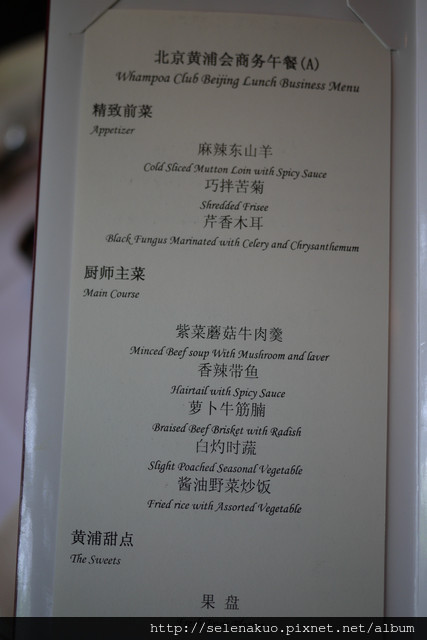 北京黄浦会商务午餐(A)
Whampoa Club Beijing Lunch Business Menu
精致前菜
Appetizer
麻辣东山羊
Cold Sliced Mutton Loin with Spicy Sauce
巧拌苦菊
Shredded Frisee
芹香木耳
Black Fungus Marinated with Celery and Chrysanthemum
厨师主菜
Main Course
紫菜蘑菇牛肉羹
Minced Beef soup With Mushroom and laver
香辣带鱼
Hairtail with Spicy Sauce
萝卜牛筋腩
Braised Beef Brisket with Radish
白灼时蔬
Slight Poached Seasonal Vegetable
酱油野菜炒饭
Fried rice with Assorted Vegetable
黄浦甜点
The Sweets
果 盘
http://selenakuo.pixnet.net/album